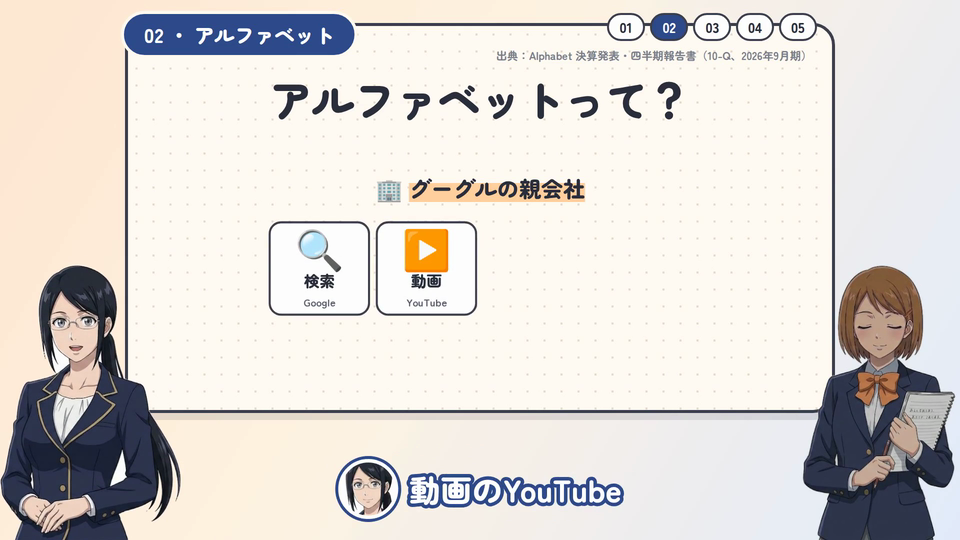 02 ・ アルファベット
01 02 03 04 05
出典：Alphabet 決算発表・四半期報告書（10-Q、2026年9月期）
アルファベットって？
グーグルの親会社
検索
Google
動画
YouTube
動画のYouTube